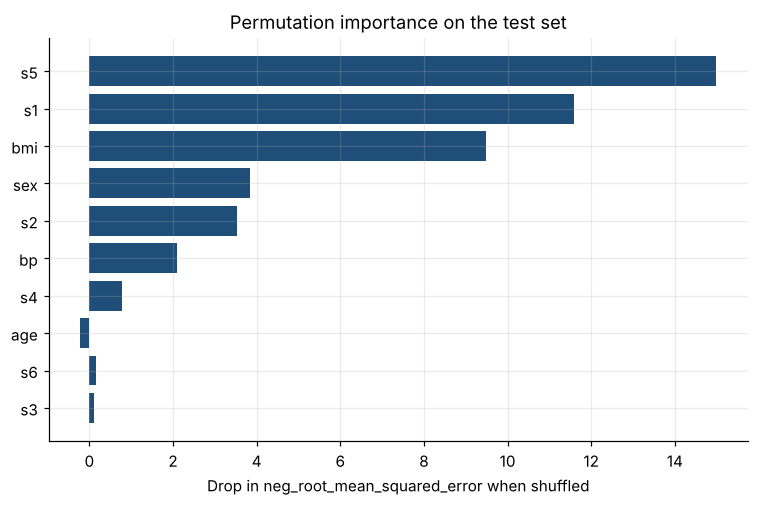 Permutation importance on the test set
s5
s1
bmi
sex
s2
bp
s4
age
s6
s3
0 2 4 6 8 10 12 14
Drop in neg_root_mean_squared_error when shuffled